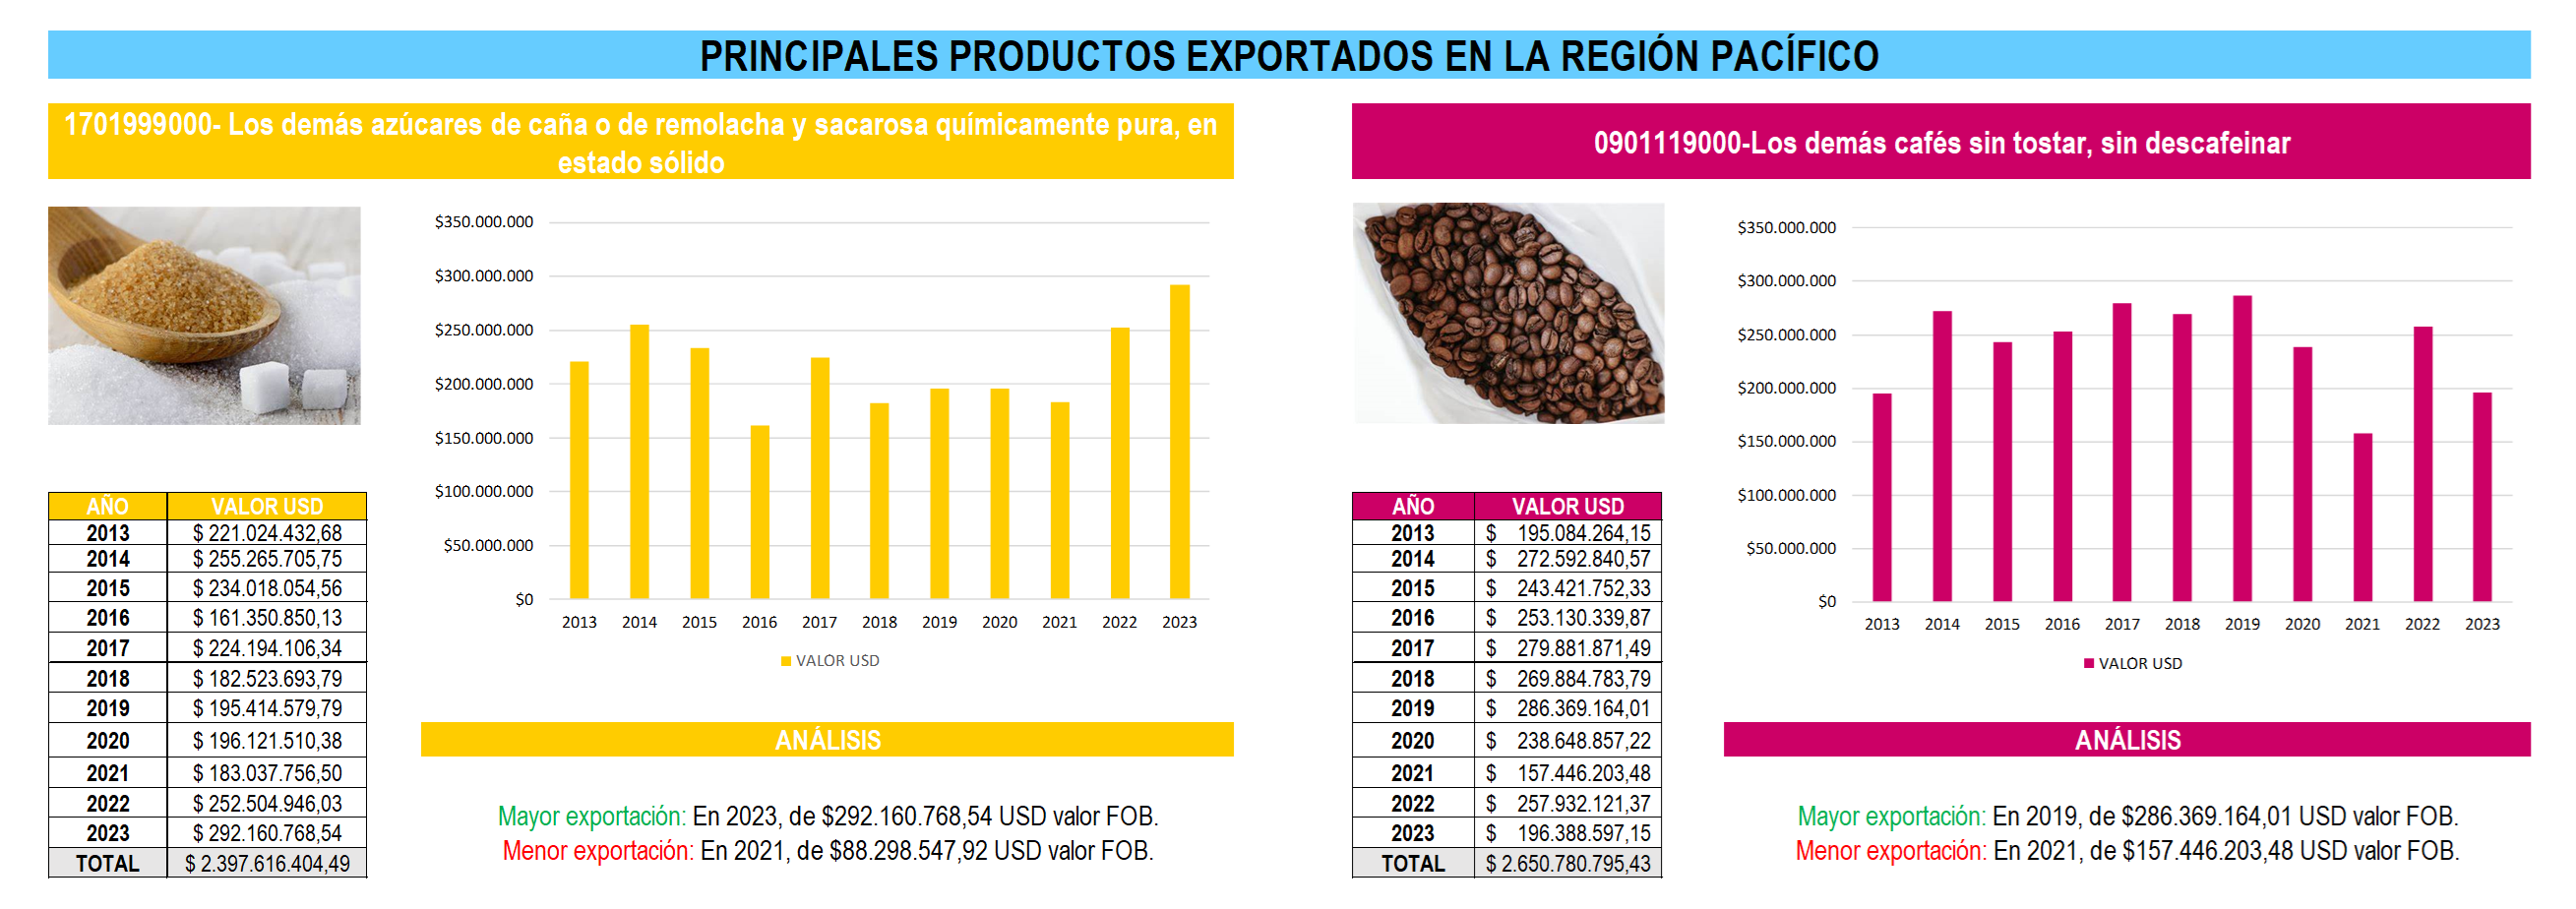 PRINCIPALES PRODUCTOS EXPORTADOS EN LA REGIÓN PACÍFICO
1701999000- Los demás azúcares de caña o de remolacha y sacarosa químicamente pura, en
estado sólido
$350.000.000
$300.000.000
$250.000.000
$200.000.000
$150.000.000
$100.000.000
$50.000.000
$0
2013 2014 2015 2016 2017 2018 2019 2020 2021 2022 2023
VALOR USD
AÑO VALOR USD
2013 $ 221.024.432,68
2014 $ 255.265.705,75
2015 $ 234.018.054,56
2016 $ 161.350.850,13
2017 $ 224.194.106,34
2018 $ 182.523.693,79
2019 $ 195.414.579,79
2020 $ 196.121.510,38
2021 $ 183.037.756,50
2022 $ 252.504.946,03
2023 $ 292.160.768,54
TOTAL $ 2.397.616.404,49
ANÁLISIS
Mayor exportación: En 2023, de $292.160.768,54 USD valor FOB.
Menor exportación: En 2021, de $88.298.547,92 USD valor FOB.
0901119000-Los demás cafés sin tostar, sin descafeinar
$350.000.000
$300.000.000
$250.000.000
$200.000.000
$150.000.000
$100.000.000
$50.000.000
$0
2013 2014 2015 2016 2017 2018 2019 2020 2021 2022 2023
VALOR USD
AÑO VALOR USD
2013 $ 195.084.264,15
2014 $ 272.592.840,57
2015 $ 243.421.752,33
2016 $ 253.130.339,87
2017 $ 279.881.871,49
2018 $ 269.884.783,79
2019 $ 286.369.164,01
2020 $ 238.648.857,22
2021 $ 157.446.203,48
2022 $ 257.932.121,37
2023 $ 196.388.597,15
TOTAL $ 2.650.780.795,43
ANÁLISIS
Mayor exportación: En 2019, de $286.369.164,01 USD valor FOB.
Menor exportación: En 2021, de $157.446.203,48 USD valor FOB.